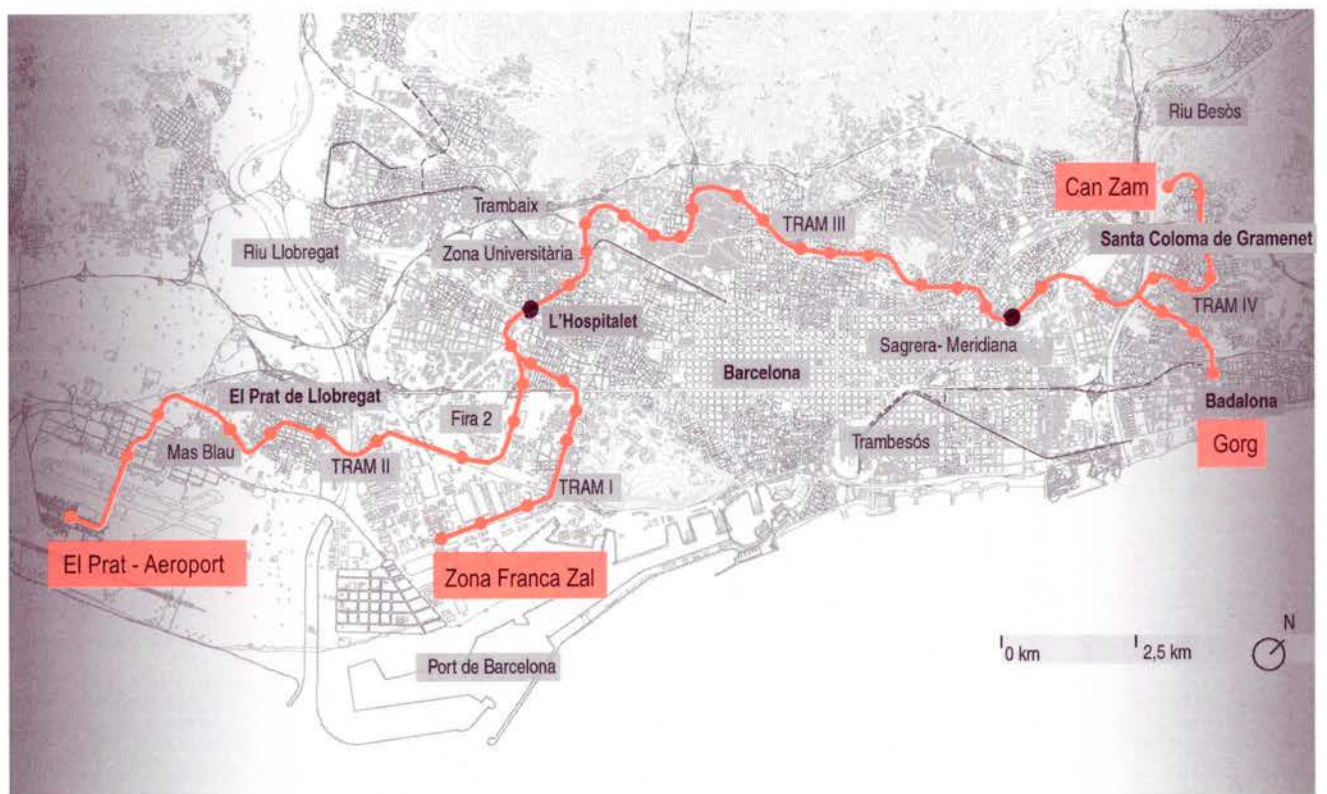 Riu Besòs
Can Zam
Trambaix
TRAM III
Santa Coloma de Gramenet
Riu Llobregat
Zona Universitària
TRAM IV
L'Hospitalet
Sagrera- Meridiana
Barcelona
El Prat de Llobregat
Badalona
Fira 2
Mas Blau
Trambesós
Gorg
TRAM II
TRAM I
El Prat - Aeroport
Zona Franca Zal
N
0 km
2,5 km
Port de Barcelona